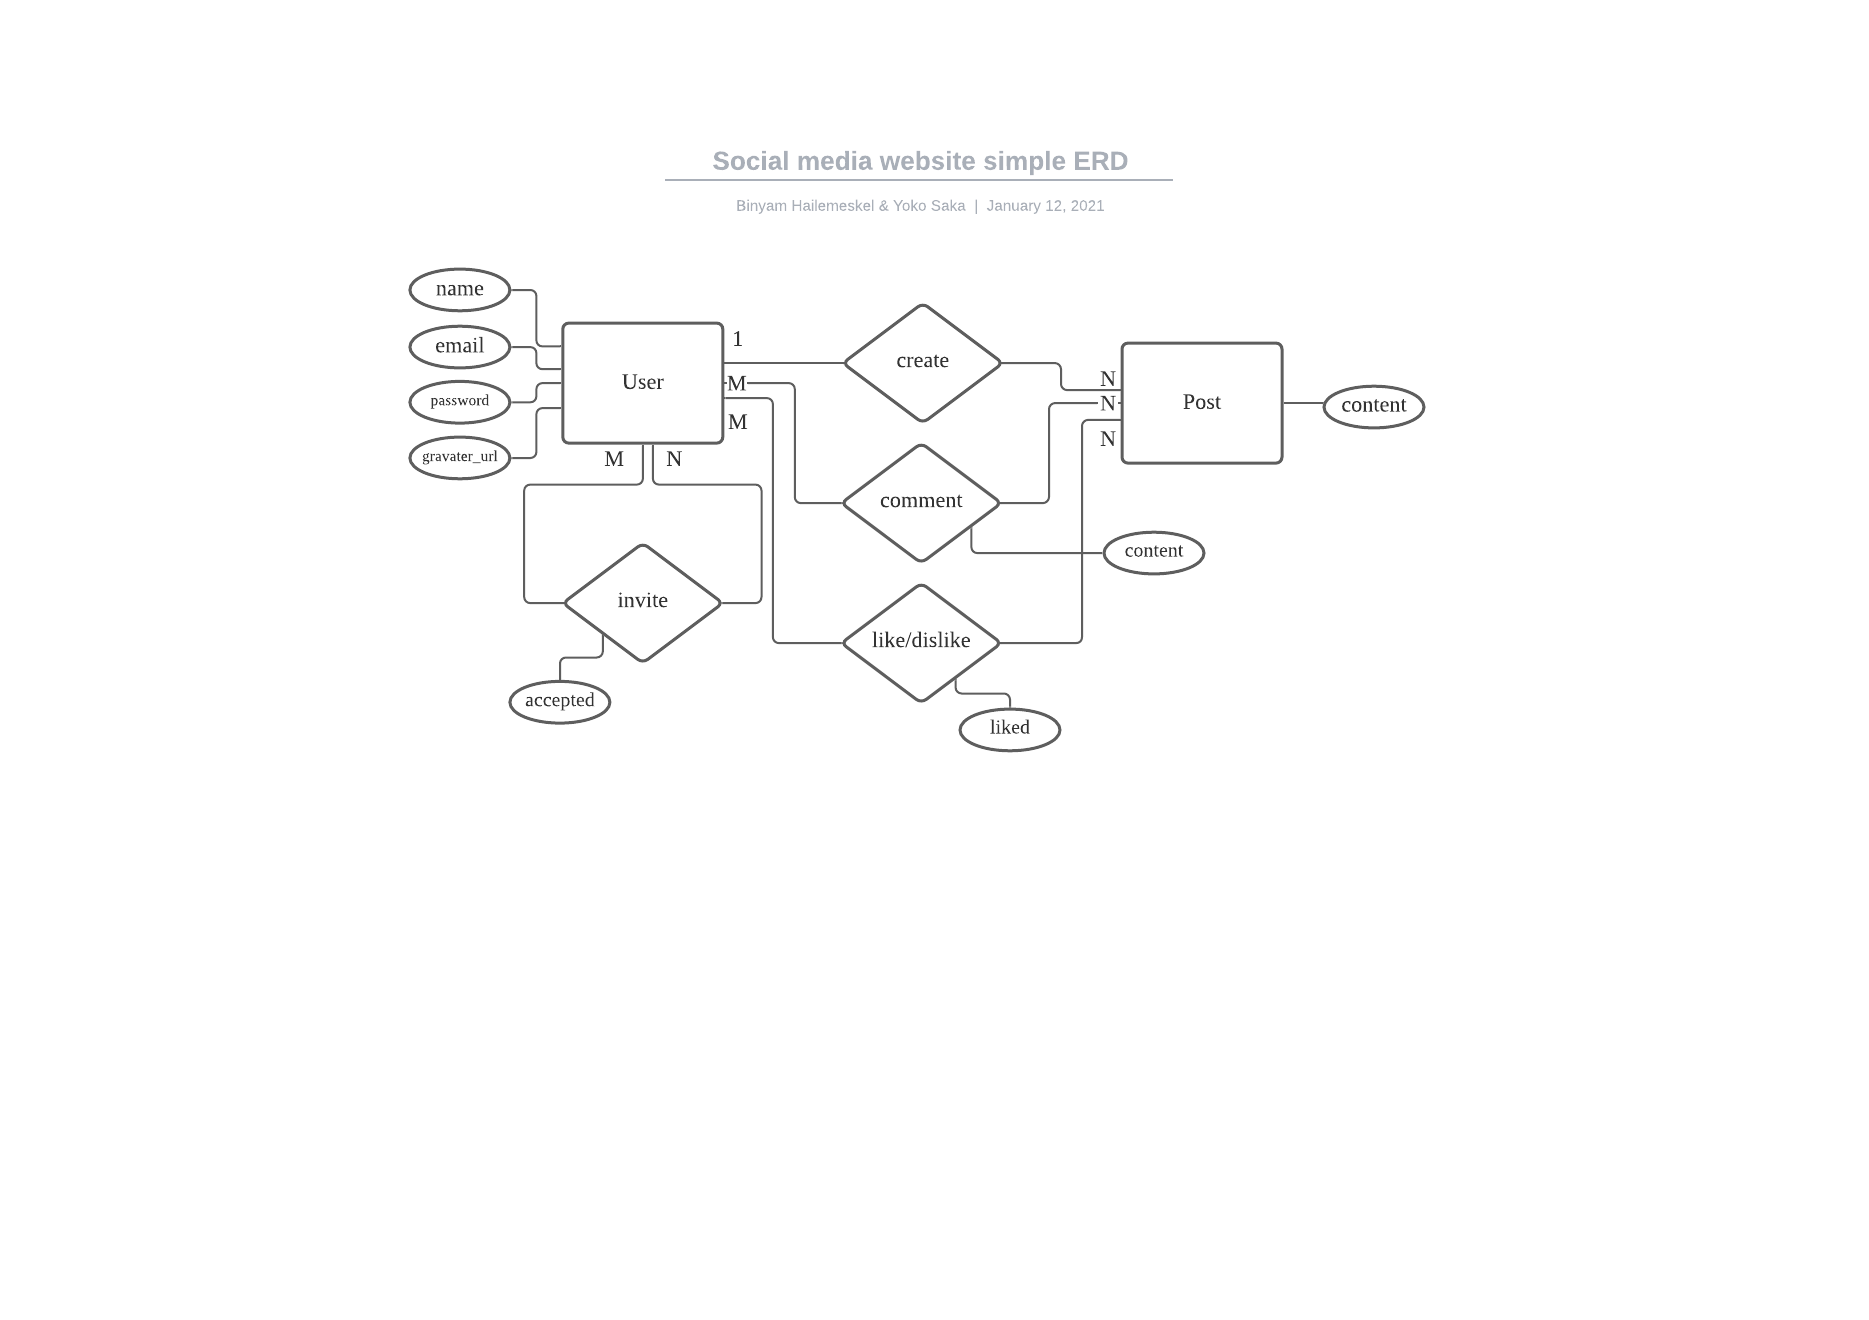 Social media website simple ERD
Binyam Hailemeskel & Yoko Saka | January 12, 2021
name
email
password
gravater_url
User
1
M
M
M
N
create
comment
like/dislike
invite
accepted
liked
content
N
N
N
Post
content